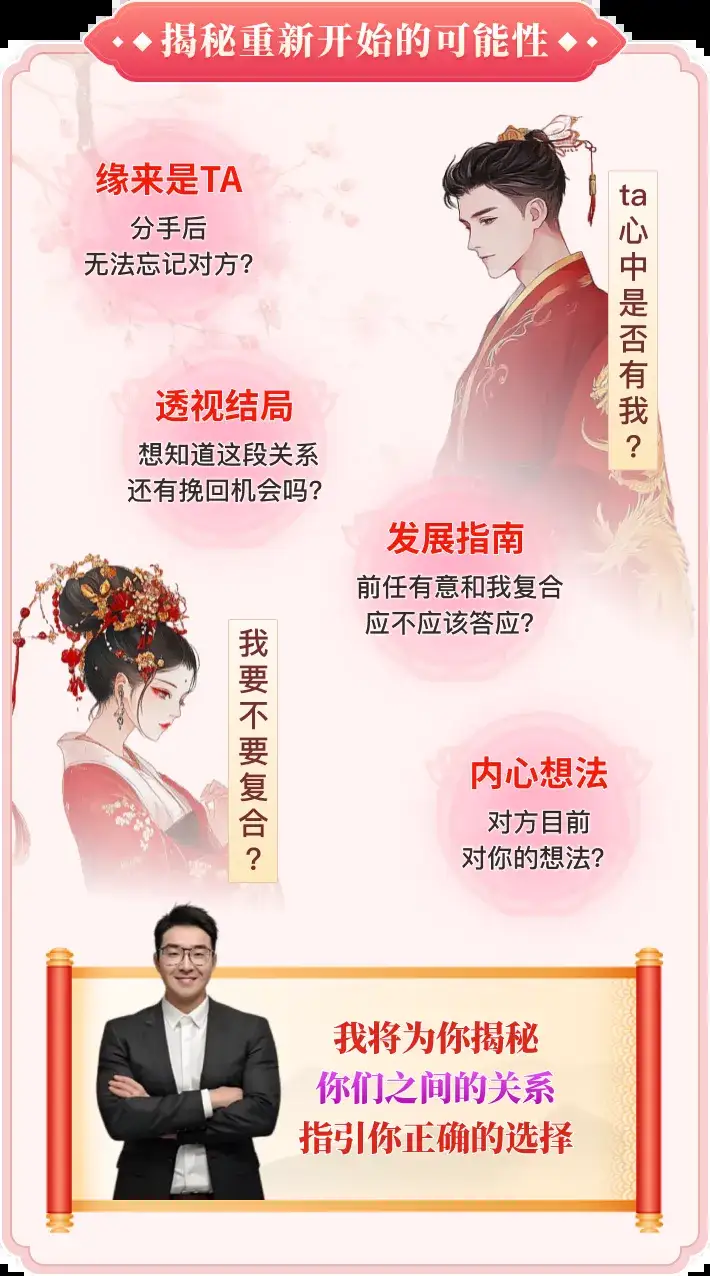 揭秘重新开始的可能性
缘来是TA
分手后
无法忘记对方?
ta心中是否有我?
透视结局
想知道这段关系
还有挽回机会吗?
发展指南
前任有意和我复合
应不应该答应?
我要不要复合?
内心想法
对方目前
对你的想法?
我将为你揭秘
你们之间的关系
指引你正确的选择